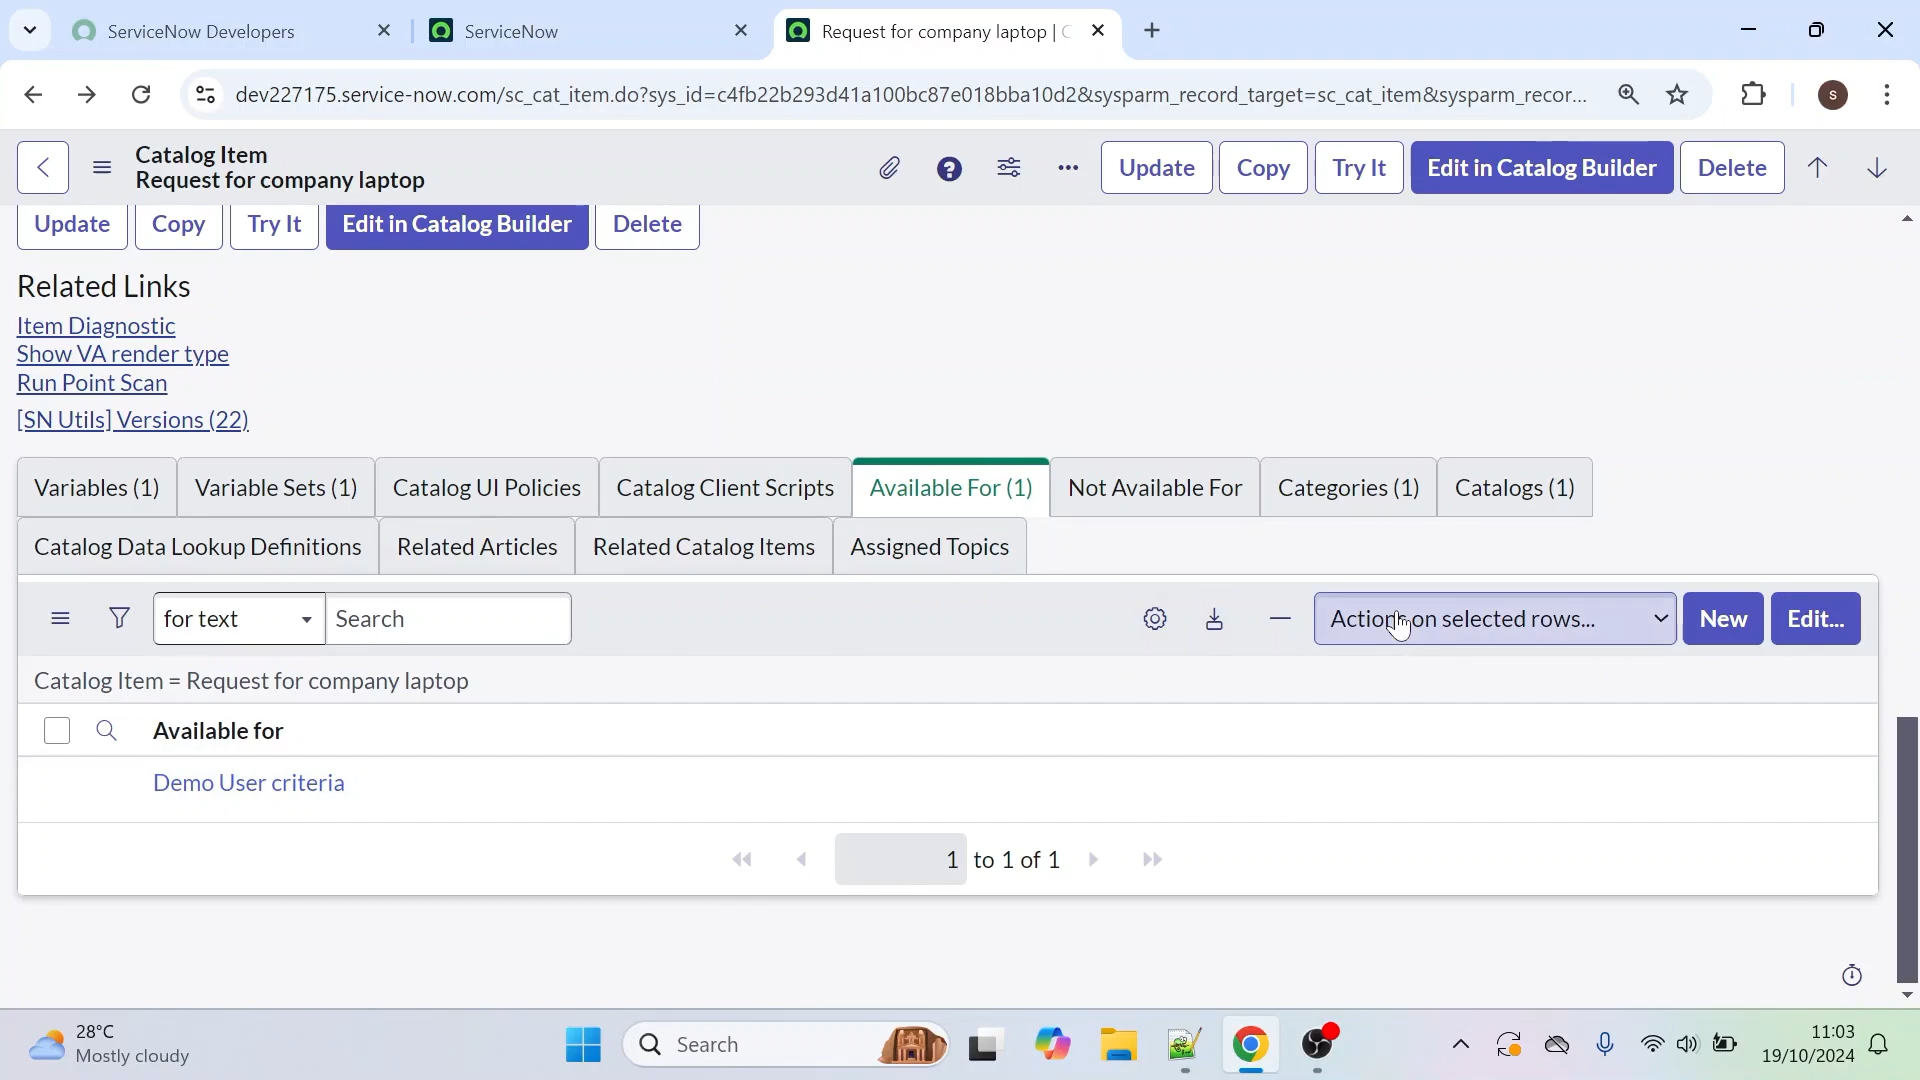 ServiceNow Developers
ServiceNow
Request for company laptop |
dev227175.service-now.com/sc_cat_item.do?sys_id=c4fb22b293d41a100bc87e018bba10d2&sysparm_record_target=sc_cat_item&sysparm_recor...
S
Catalog Item
Request for company laptop
Update
Copy
Try It
Edit in Catalog Builder
Delete
Update
Copy
Try It
Edit in Catalog Builder
Delete
Related Links
Item Diagnostic
Show VA render type
Run Point Scan
[SN Utils] Versions (22)
Variables (1)
Variable Sets (1)
Catalog UI Policies
Catalog Client Scripts
Available For (1)
Not Available For
Categories (1)
Catalogs (1)
Catalog Data Lookup Definitions
Related Articles
Related Catalog Items
Assigned Topics
for text
Search
Actions on selected rows...
New
Edit...
Catalog Item = Request for company laptop
Available for
Demo User criteria
1 to 1 of 1
28°C
Mostly cloudy
Search
11:03
19/10/2024